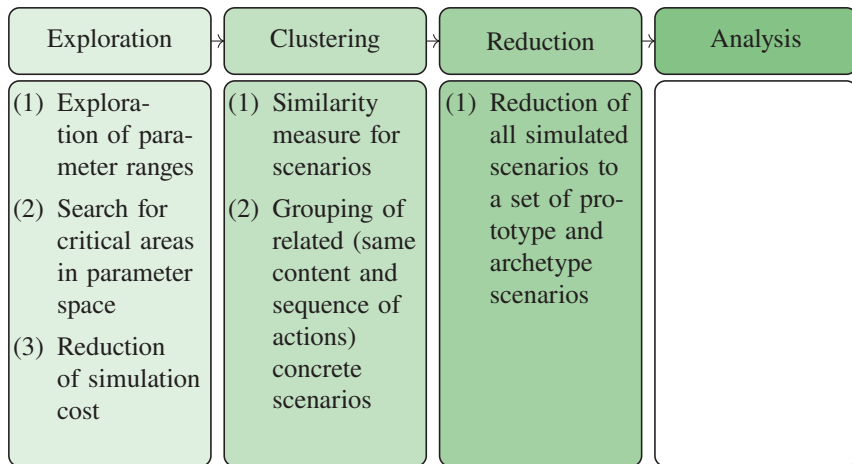 Exploration
Clustering
Reduction
Analysis
(1) Explora-
tion of para-
meter ranges
(2) Search for
critical areas
in parameter
space
(3) Reduction
of simulation
cost
(1) Similarity
measure for
scenarios
(2) Grouping of
related (same
content and
sequence of
actions)
concrete
scenarios
(1) Reduction of
all simulated
scenarios to
a set of pro-
totype and
archetype
scenarios